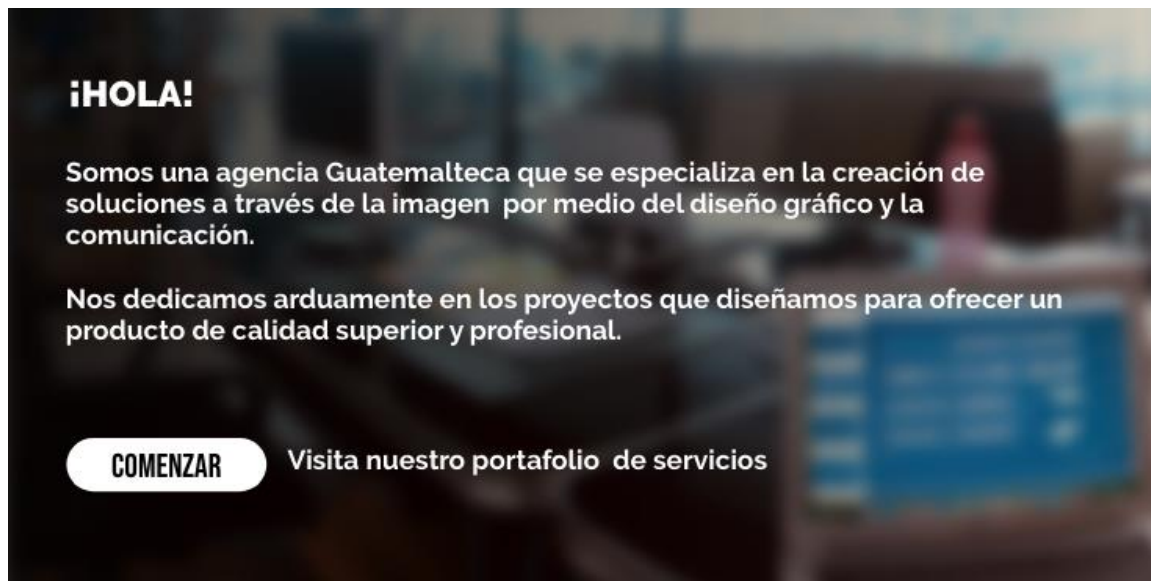 ¡HOLA!
Somos una agencia Guatemalteca que se especializa en la creación de
soluciones a través de la imagen  por medio del diseño gráfico y la
comunicación.
Nos dedicamos arduamente en los proyectos que diseñamos para ofrecer un
producto de calidad superior y profesional.
COMENZAR
Visita nuestro portafolio  de servicios